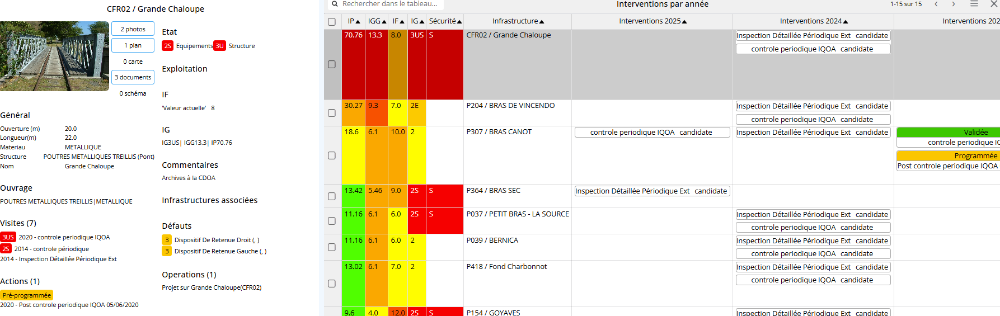 CFR02 / Grande Chaloupe
2 photos
1 plan
0 carte
3 documents
0 schéma
Général
Ouverture (m) 20.0
Longueur(m) 22.0
Materiau METALLIQUE
Structure POUTRES METALLIQUES TREILLIS (Pont)
Nom Grande Chaloupe
Ouvrage
POUTRES METALLIQUES TREILLIS|METALLIQUE
Visites (7)
3US 2020 - controle periodique IQOA
2S 2014 - contrôle périodique
2014 - Inspection Détaillée Périodique Ext
Actions (1)
Pré-programmée
2020 - Post controle periodique IQOA 05/06/2020
Etat
2S Equipements 3U Structure
Exploitation
IF
'Valeur actuelle' 8
IG
IG3US| IGG13.3| IP70.76
Commentaires
Archives à la CDOA
Infrastructures associées
Défauts
3 Dispositif De Retenue Droit (, )
3 Dispositif De Retenue Gauche (, )
Operations (1)
Projet sur Grande Chaloupe(CFR02)
Rechercher dans le tableau... Interventions par année 1-15 sur 15
IP▲ IGG▲ IF▲ IG▲ Sécurité▲ Infrastructure▲ Interventions 2025▲ Interventions 2024▲ Interventions 202
70.76 13.3 8.0 3US S CFR02 / Grande Chaloupe Inspection Détaillée Périodique Ext candidate
controle periodique IQOA candidate
30.27 9.3 7.0 2E P204 / BRAS DE VINCENDO Inspection Détaillée Périodique Ext candidate
controle periodique IQOA candidate
18.6 6.1 10.0 2 P307 / BRAS CANOT controle periodique IQOA candidate Inspection Détaillée Périodique Ext candidate Validée
controle periodique IQ
Programmée
Post controle periodique IQOA
13.42 5.46 9.0 2S S P364 / BRAS SEC Inspection Détaillée Périodique Ext candidate
11.16 6.1 6.0 2S S P037 / PETIT BRAS - LA SOURCE Inspection Détaillée Périodique Ext candidate
controle periodique IQOA candidate
11.16 6.1 6.0 2 P039 / BERNICA Inspection Détaillée Périodique Ext candidate
controle periodique IQOA candidate
13.02 6.1 7.0 2 P418 / Fond Charbonnot Inspection Détaillée Périodique Ext candidate
controle periodique IQOA candidate
9.6 4.0 12.0 2S S P154 / GOYAVES Inspection Détaillée Périodique Ext candidate